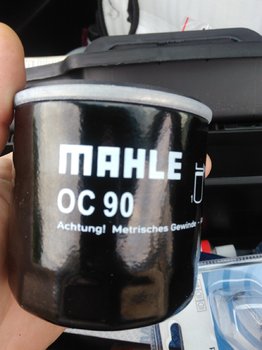 MAHLE
OC 90
Achtung! Metrisches Gewinde